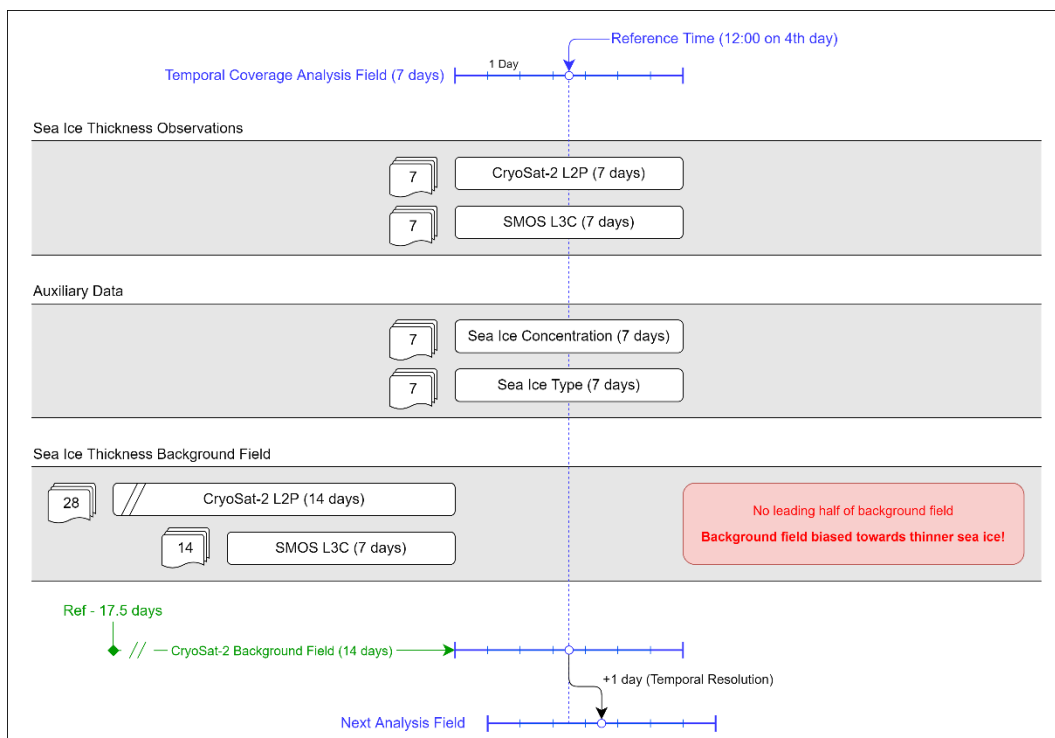 Reference Time (12:00 on 4th day)
1 Day
Temporal Coverage Analysis Field (7 days)
Sea Ice Thickness Observations
7
CryoSat-2 L2P (7 days)
7
SMOS L3C (7 days)
Auxiliary Data
7
Sea Ice Concentration (7 days)
7
Sea Ice Type (7 days)
Sea Ice Thickness Background Field
28
CryoSat-2 L2P (14 days)
14
SMOS L3C (7 days)
No leading half of background field
Background field biased towards thinner sea ice!
Ref - 17.5 days
CryoSat-2 Background Field (14 days)
+1 day (Temporal Resolution)
Next Analysis Field